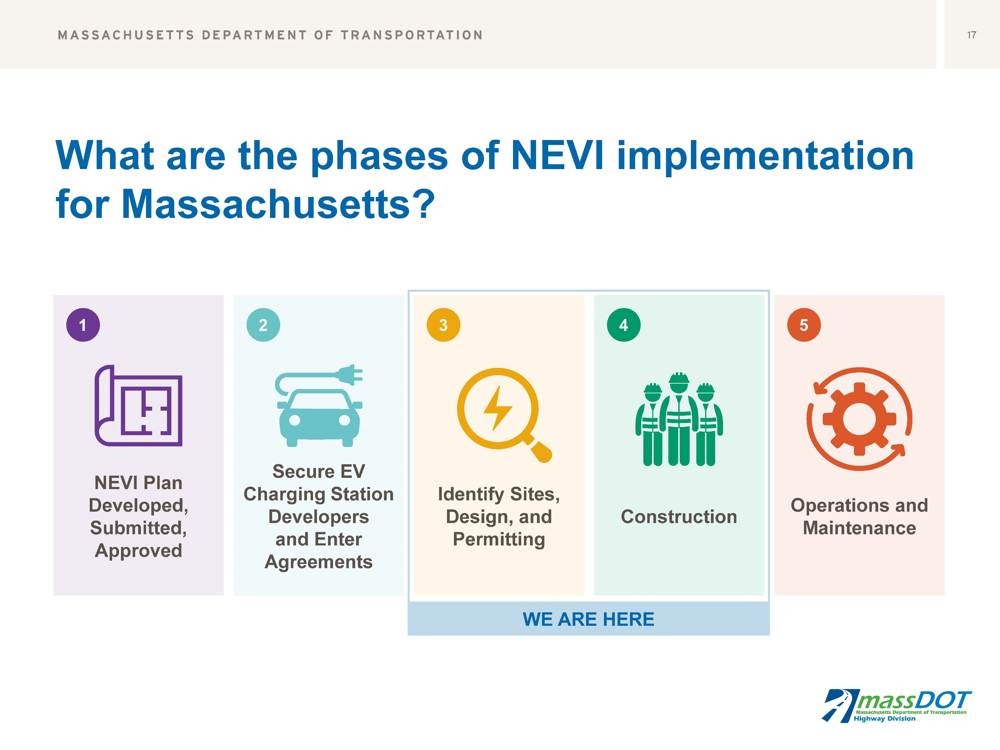 MASSACHUSETTS DEPARTMENT OF TRANSPORTATION
17
What are the phases of NEVI implementation
for Massachusetts?
1
NEVI Plan
Developed,
Submitted,
Approved
2
Secure EV
Charging Station
Developers
and Enter
Agreements
3
Identify Sites,
Design, and
Permitting
4
Construction
5
Operations and
Maintenance
WE ARE HERE
massDOT
Massachusetts Department of Transportation
Highway Division